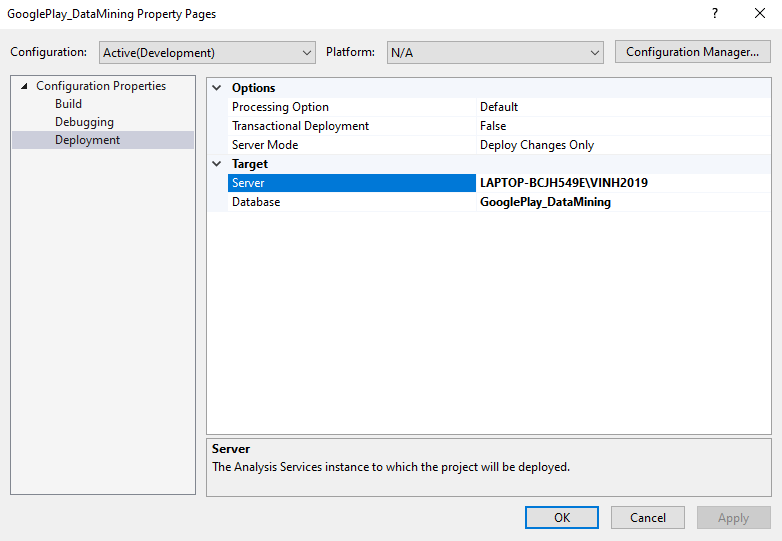 GooglePlay_DataMining Property Pages
?
Configuration: Active(Development) Platform: N/A Configuration Manager...
Configuration Properties
Build
Debugging
Deployment
Options
Processing Option Default
Transactional Deployment False
Server Mode Deploy Changes Only
Target
Server LAPTOP-BCJH549E\VINH2019
Database GooglePlay_DataMining
Server
The Analysis Services instance to which the project will be deployed.
OK Cancel Apply